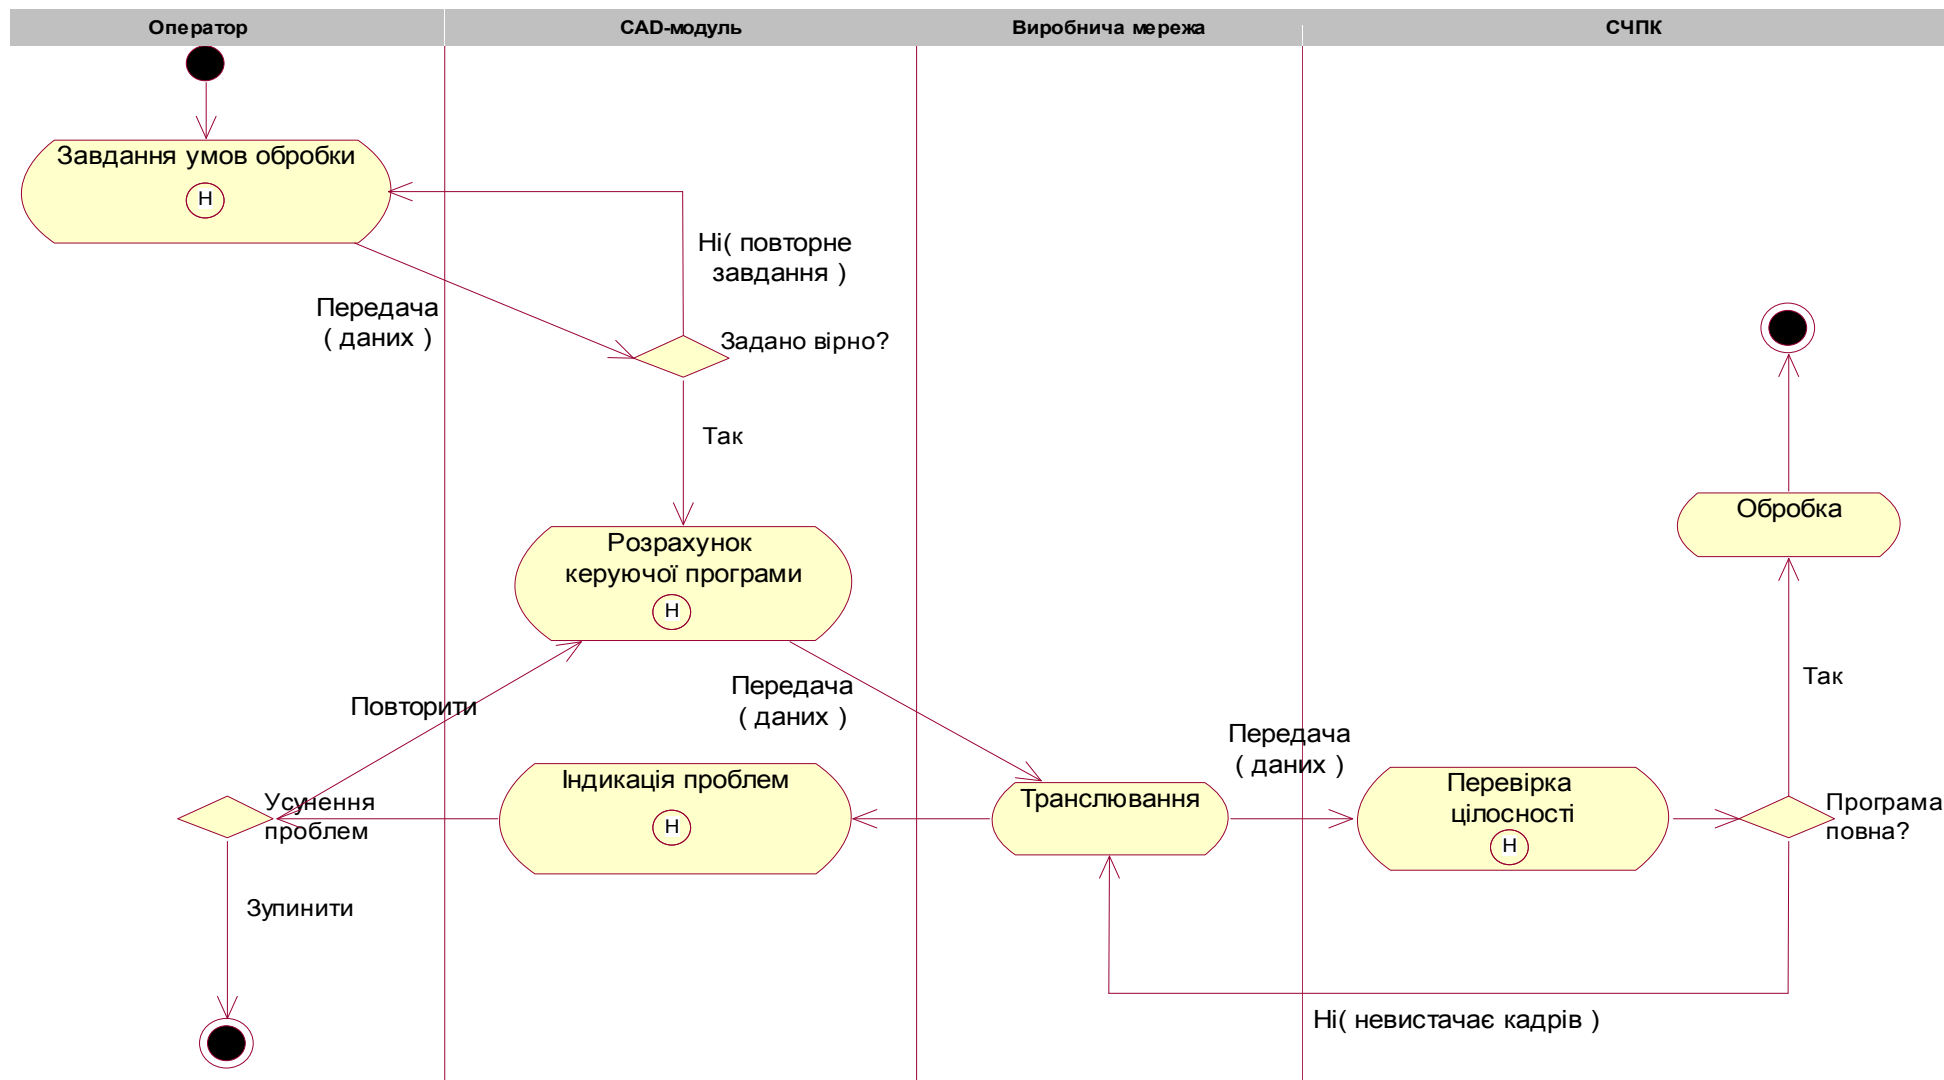 Оператор
CAD-модуль
Виробнича мережа
СЧПК
Завдання умов обробки
Н
Ні( повторне
завдання )
Передача
( даних )
Задано вірно?
Так
Обробка
Розрахунок
керуючої програми
Н
Так
Повторити
Передача
( даних )
Передача
( даних )
Усунення
проблем
Індикація проблем
Н
Транслювання
Перевірка
цілосності
Н
Програма
повна?
Зупинити
Ні( невистачає кадрів )